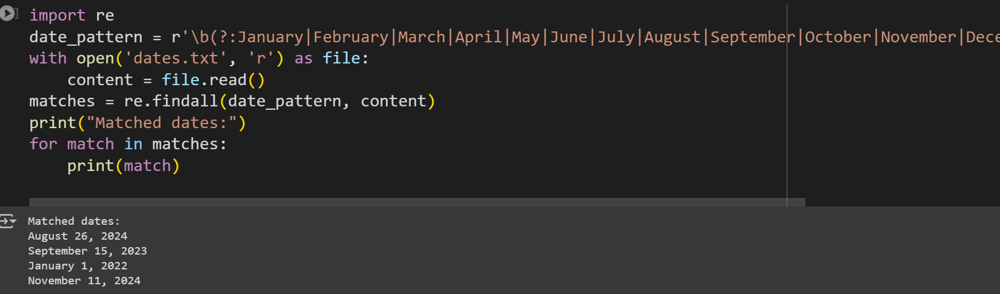 import re
date_pattern = r'\b(?:January|February|March|April|May|June|July|August|September|October|November|Dece
with open('dates.txt', 'r') as file:
    content = file.read()
matches = re.findall(date_pattern, content)
print("Matched dates:")
for match in matches:
    print(match)
Matched dates:
August 26, 2024
September 15, 2023
January 1, 2022
November 11, 2024